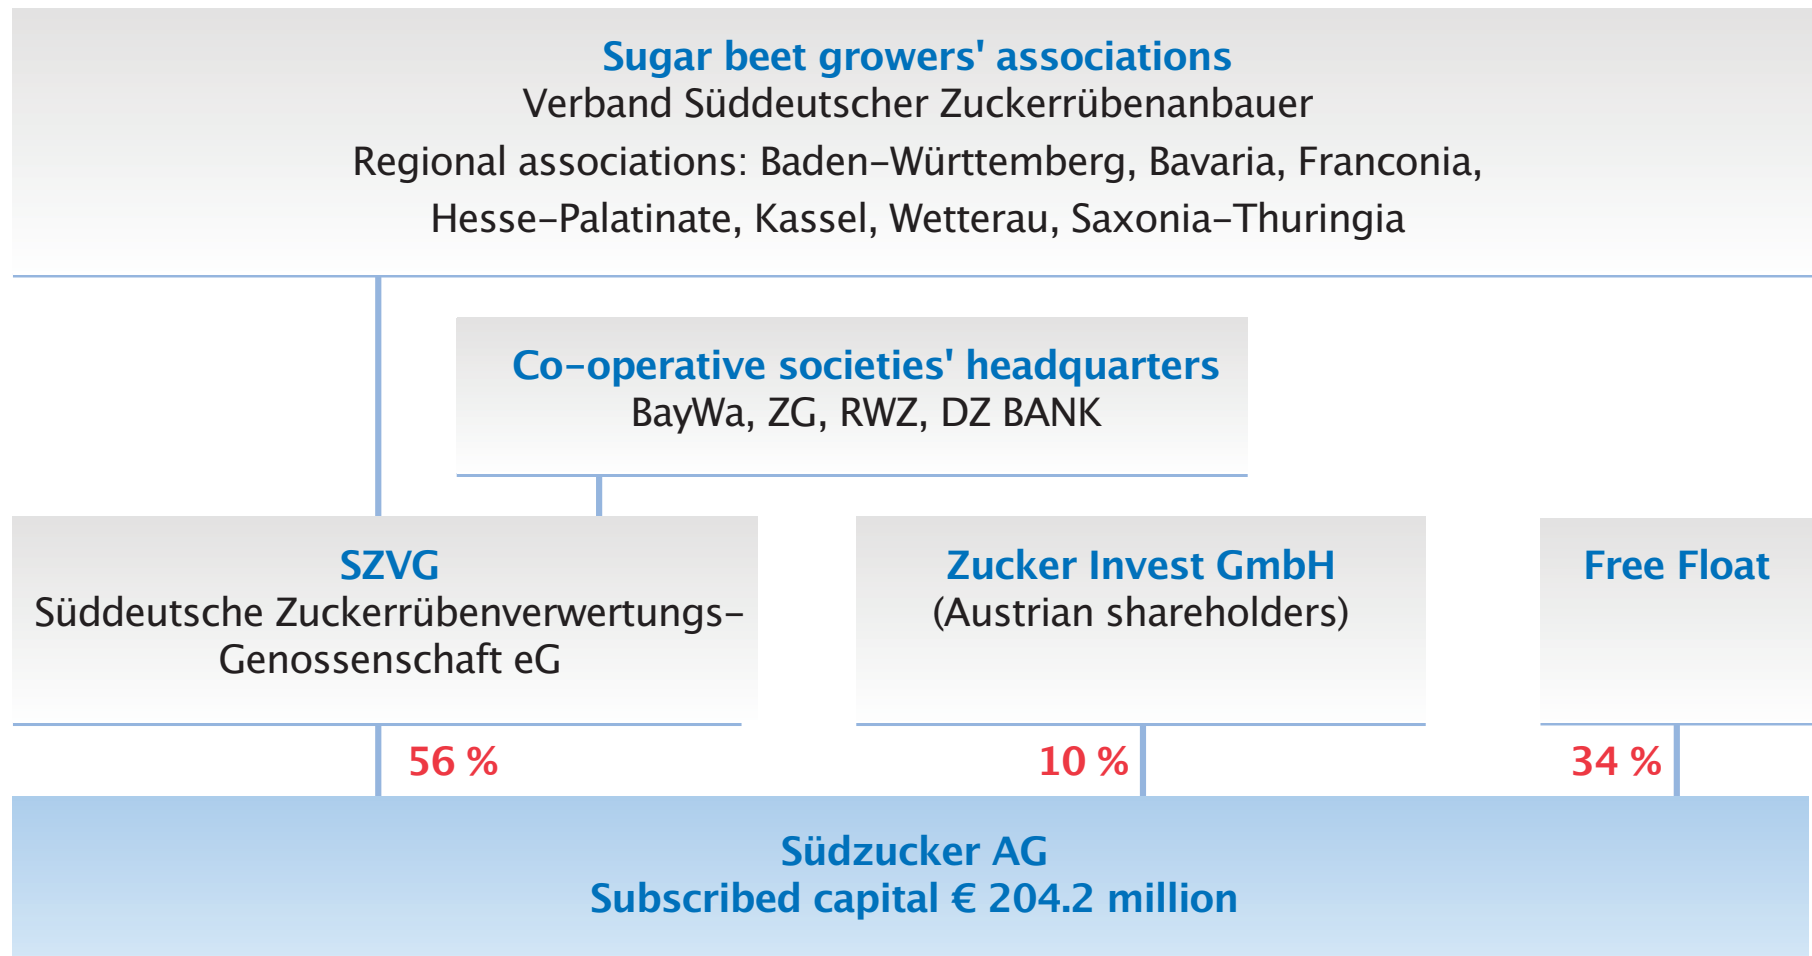 Sugar beet growers' associations
Verband Süddeutscher Zuckerrübenanbauer
Regional associations: Baden-Württemberg, Bavaria, Franconia,
Hesse-Palatinate, Kassel, Wetterau, Saxonia-Thuringia
Co-operative societies' headquarters
BayWa, ZG, RWZ, DZ BANK
SZVG
Süddeutsche Zuckerrübenverwertungs-
Genossenschaft eG
Zucker Invest GmbH
(Austrian shareholders)
Free Float
56 %
10 %
34 %
Südzucker AG
Subscribed capital € 204.2 million